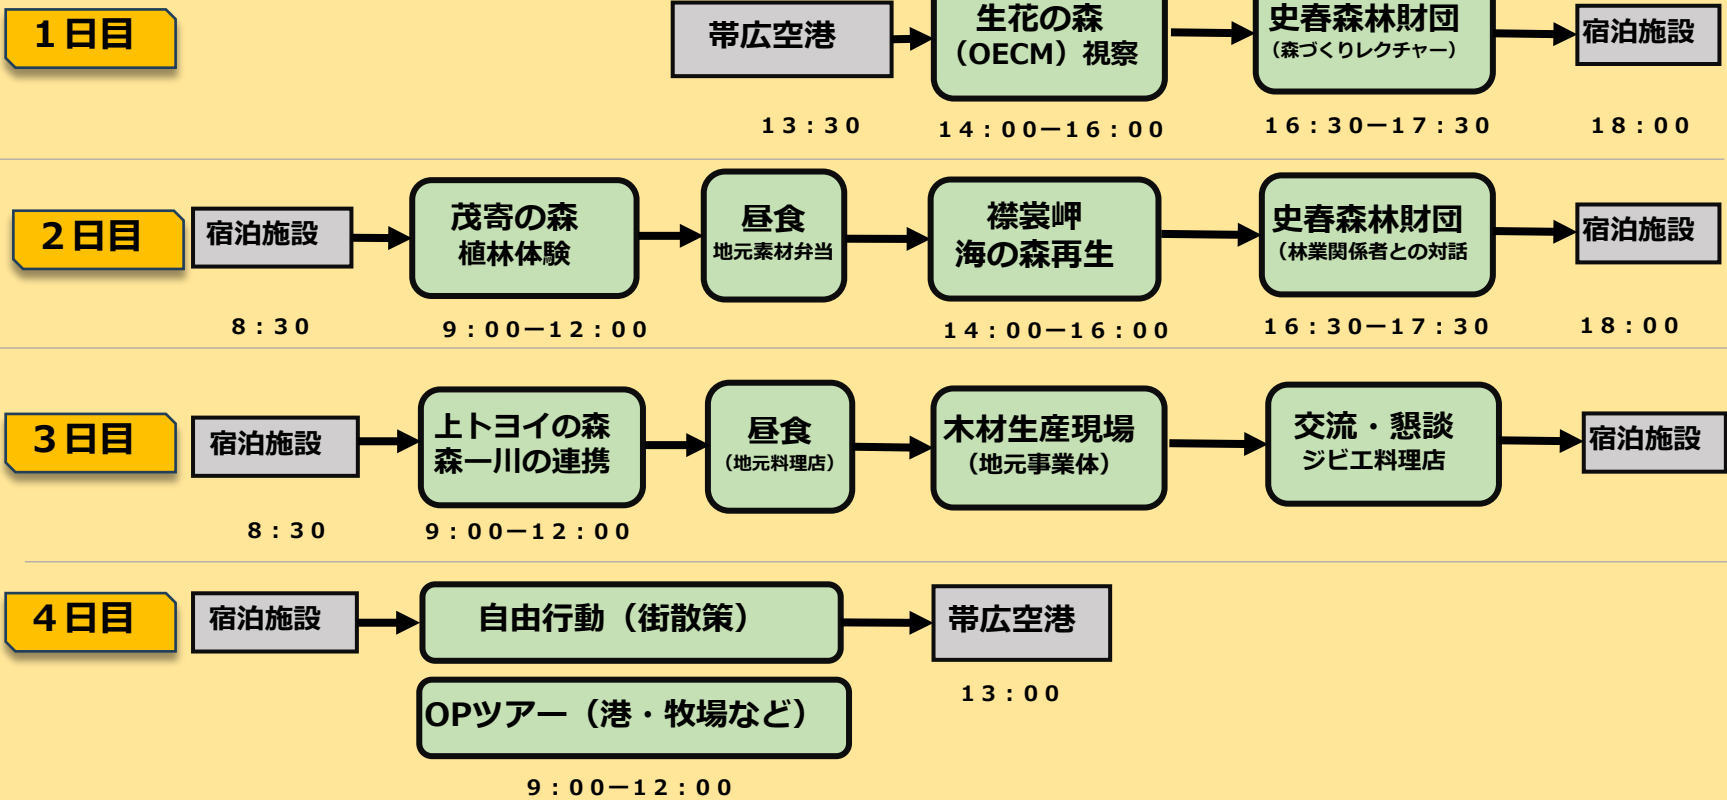 １日目
帯広空港
生花の森
（OECM）視察
史春森林財団
（森づくりレクチャー）
宿泊施設
１３：３０
１４：００ー１６：００
１６：３０ー１７：３０
１８：００
２日目
宿泊施設
茂寄の森
植林体験
昼食
地元素材弁当
襟裳岬
海の森再生
史春森林財団
（林業関係者との対話
宿泊施設
８：３０
９：００ー１２：００
１４：００ー１６：００
１６：３０ー１７：３０
１８：００
３日目
宿泊施設
上トヨイの森
森ー川の連携
昼食
（地元料理店）
木材生産現場
（地元事業体）
交流・懇談
ジビエ料理店
宿泊施設
８：３０
９：００ー１２：００
４日目
宿泊施設
自由行動（街散策）
帯広空港
OPツアー（港・牧場など）
１３：００
９：００ー１２：００